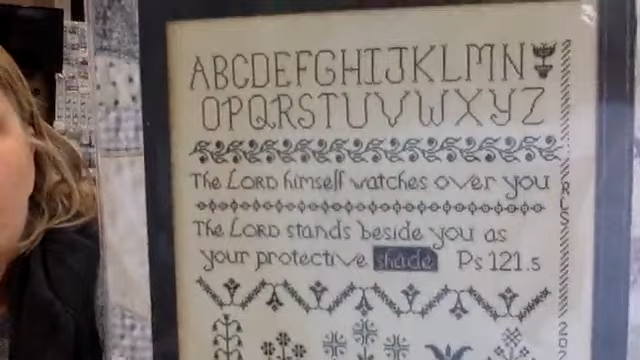 ABCDEFGHIJKLMN
OPQRSTUVWXYZ
The LORD himself watches over you
The LORD stands beside you as
your protective shade Ps 121.5